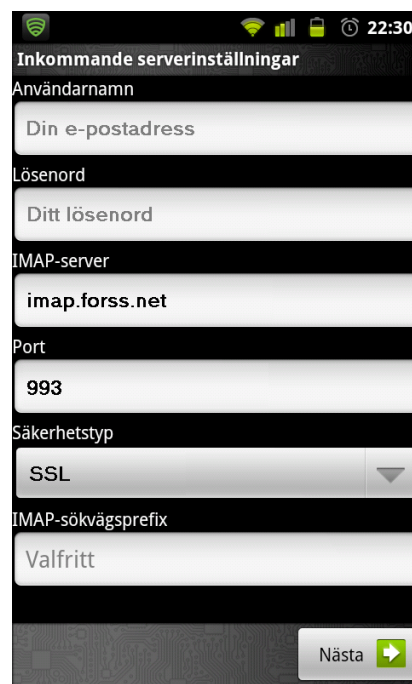 22:30
Inkommande serverinställningar
Användarnamn
Din e-postadress
Lösenord
Ditt lösenord
IMAP-server
imap.forss.net
Port
993
Säkerhetstyp
SSL
IMAP-sökvägsprefix
Valfritt
Nästa